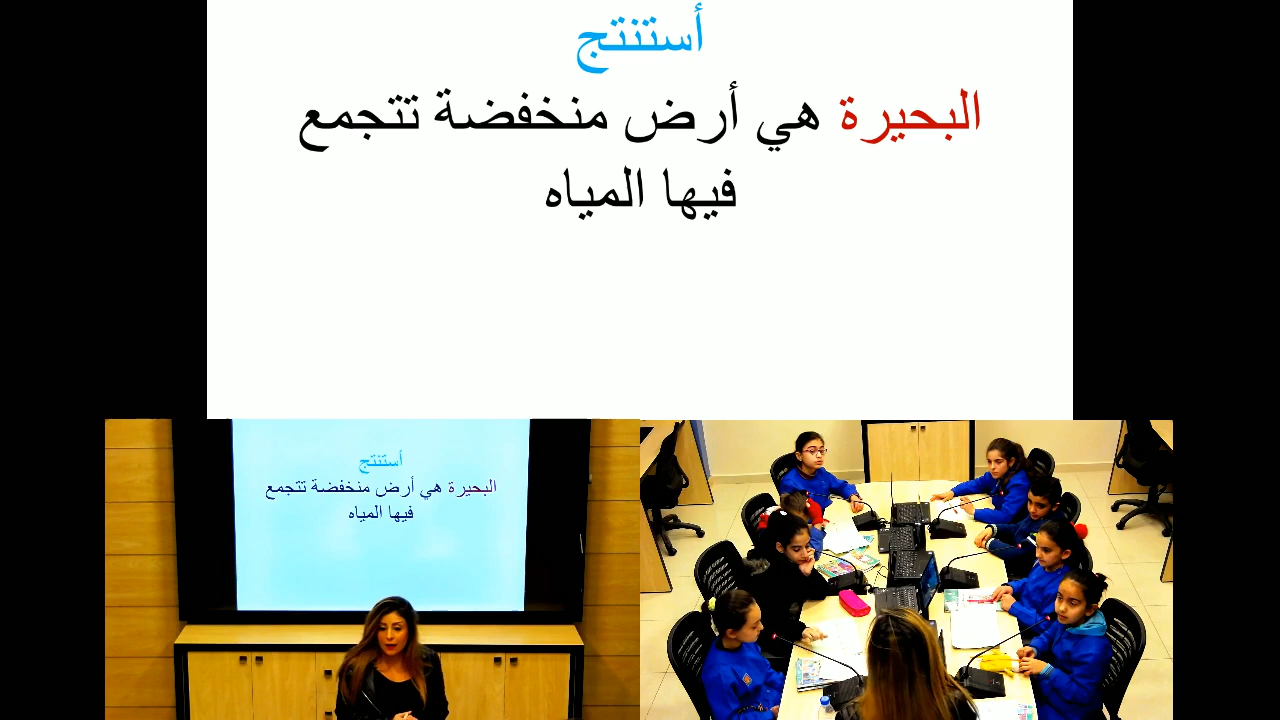 أستنتج
البحيرة هي أرض منخفضة تتجمع
فيها المياه
أستنتج
البحيرة هي أرض منخفضة تتجمع
فيها المياه